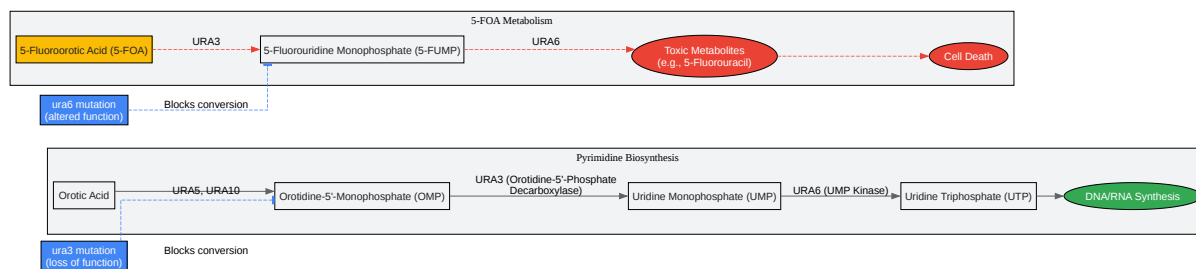 5-FOA Metabolism
5-Fluoroorotic Acid (5-FOA)
URA3
5-Fluorouridine Monophosphate (5-FUMP)
URA6
Toxic Metabolites
(e.g., 5-Fluorouracil)
Cell Death
ura6 mutation
(altered function)
Blocks conversion
Pyrimidine Biosynthesis
Orotic Acid
URA5, URA10
Orotidine-5'-Monophosphate (OMP)
URA3 (Orotidine-5'-Phosphate
Decarboxylase)
Uridine Monophosphate (UMP)
URA6 (UMP Kinase)
Uridine Triphosphate (UTP)
DNA/RNA Synthesis
ura3 mutation
(loss of function)
Blocks conversion